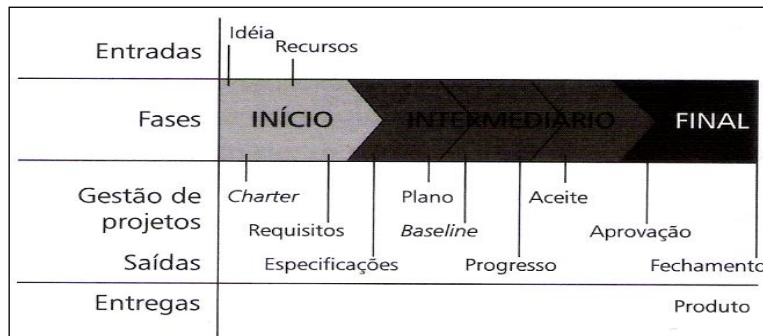 Idéia
Entradas
Recursos
Fases
INÍCIO
INTERMEDIÁRIO
FINAL
Gestão de
projetos
Charter
Plano
Aceite
Requisitos
Baseline
Aprovação
Saídas
Especificações
Progresso
Fechamento
Entregas
Produto